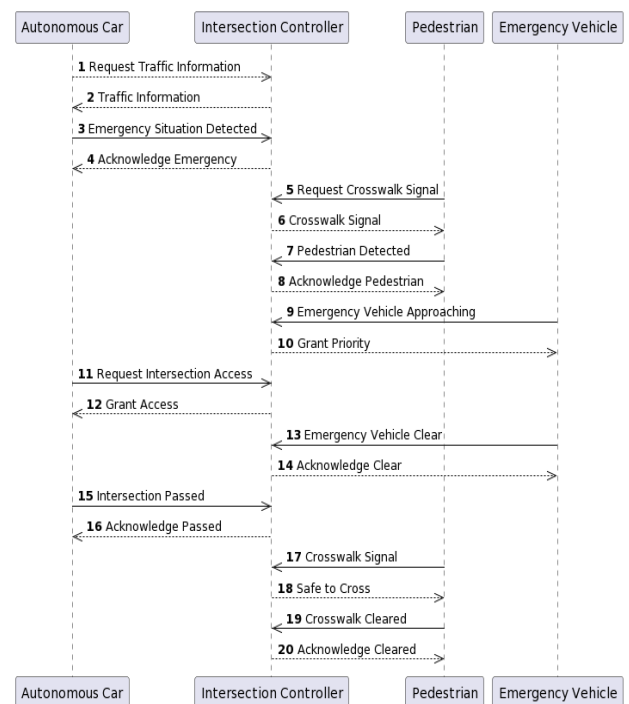 Autonomous Car Intersection Controller Pedestrian Emergency Vehicle
1 Request Traffic Information
2 Traffic Information
3 Emergency Situation Detected
4 Acknowledge Emergency
5 Request Crosswalk Signal
6 Crosswalk Signal
7 Pedestrian Detected
8 Acknowledge Pedestrian
9 Emergency Vehicle Approaching
10 Grant Priority
11 Request Intersection Access
12 Grant Access
13 Emergency Vehicle Clear
14 Acknowledge Clear
15 Intersection Passed
16 Acknowledge Passed
17 Crosswalk Signal
18 Safe to Cross
19 Crosswalk Cleared
20 Acknowledge Cleared
Autonomous Car Intersection Controller Pedestrian Emergency Vehicle